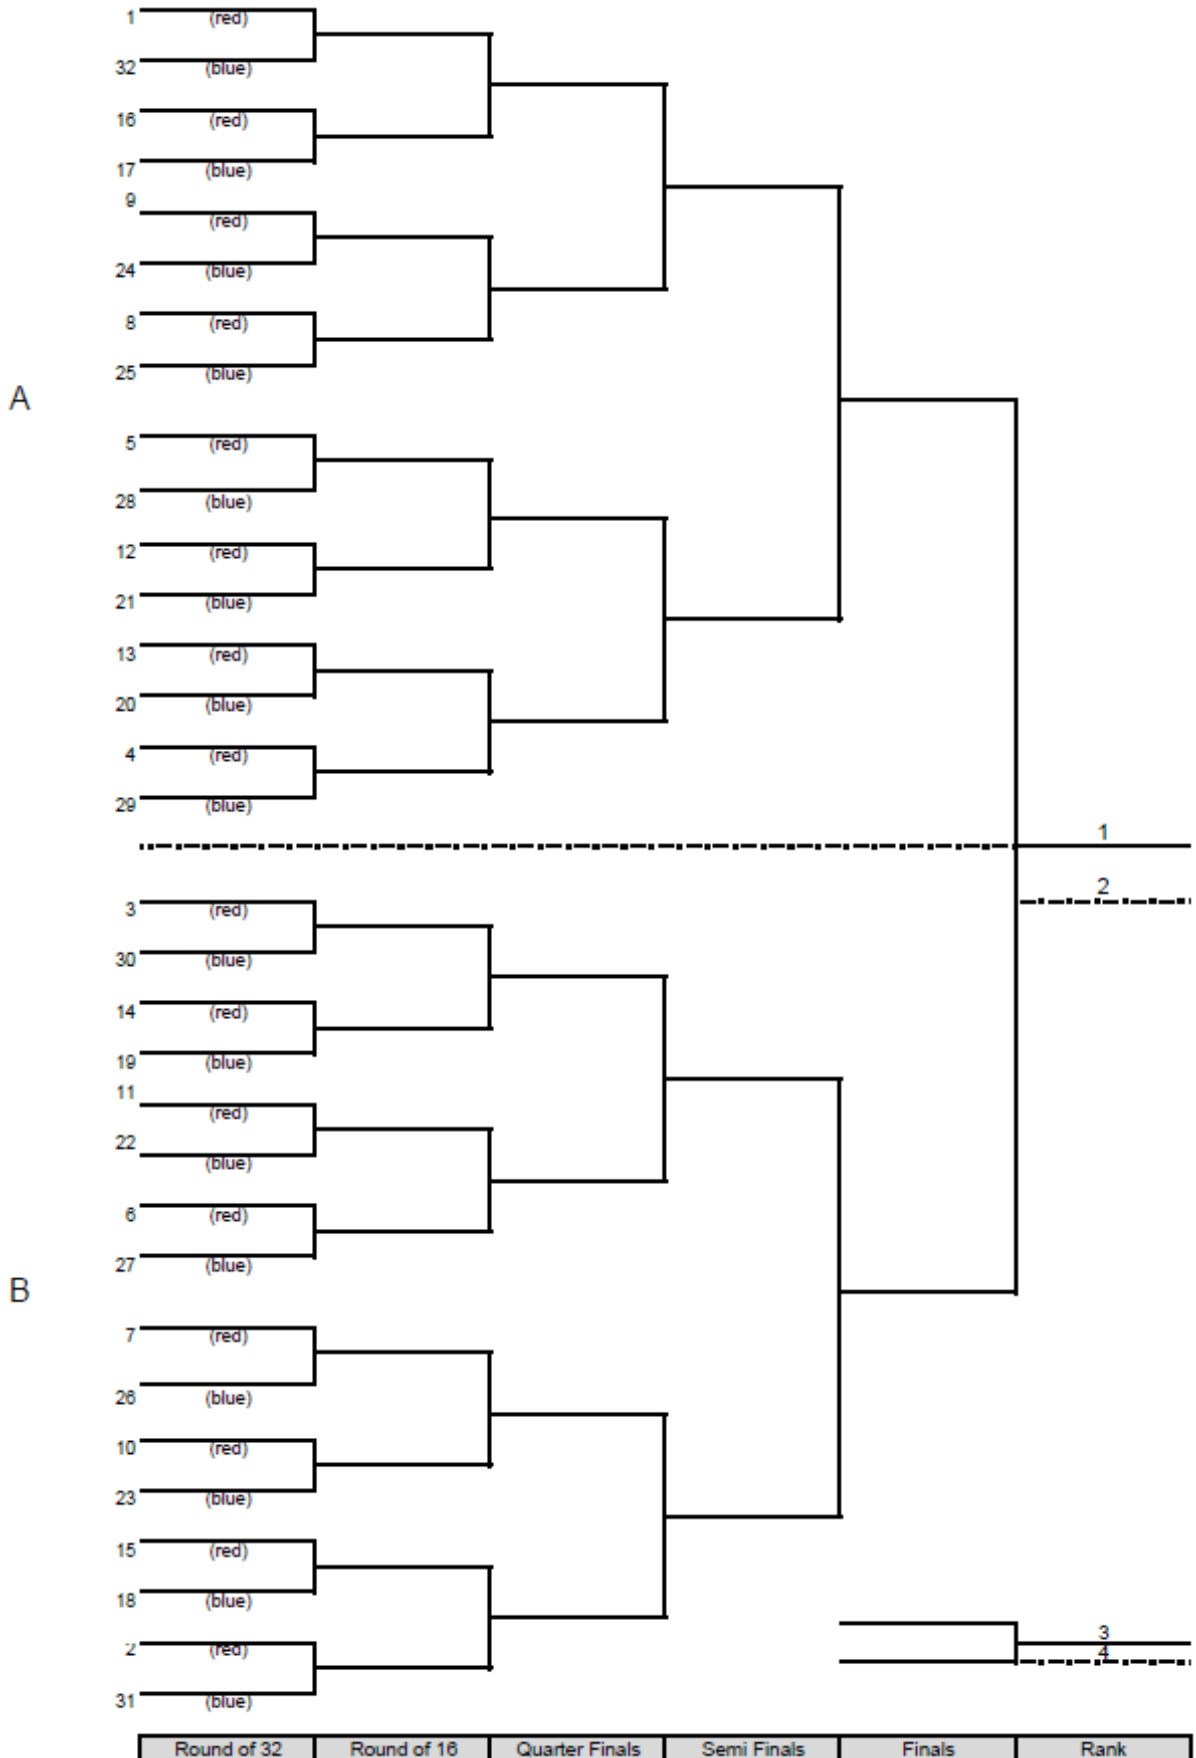 1 (red)
32 (blue)
16 (red)
17 (blue)
9 (red)
24 (blue)
8 (red)
25 (blue)
A
5 (red)
28 (blue)
12 (red)
21 (blue)
13 (red)
20 (blue)
4 (red)
29 (blue)
1
2
3 (red)
30 (blue)
14 (red)
19 (blue)
11 (red)
22 (blue)
6 (red)
27 (blue)
B
7 (red)
26 (blue)
10 (red)
23 (blue)
15 (red)
18 (blue)
3
2 (red)
4
31 (blue)
Round of 32 Round of 16 Quarter Finals Semi Finals Finals Rank